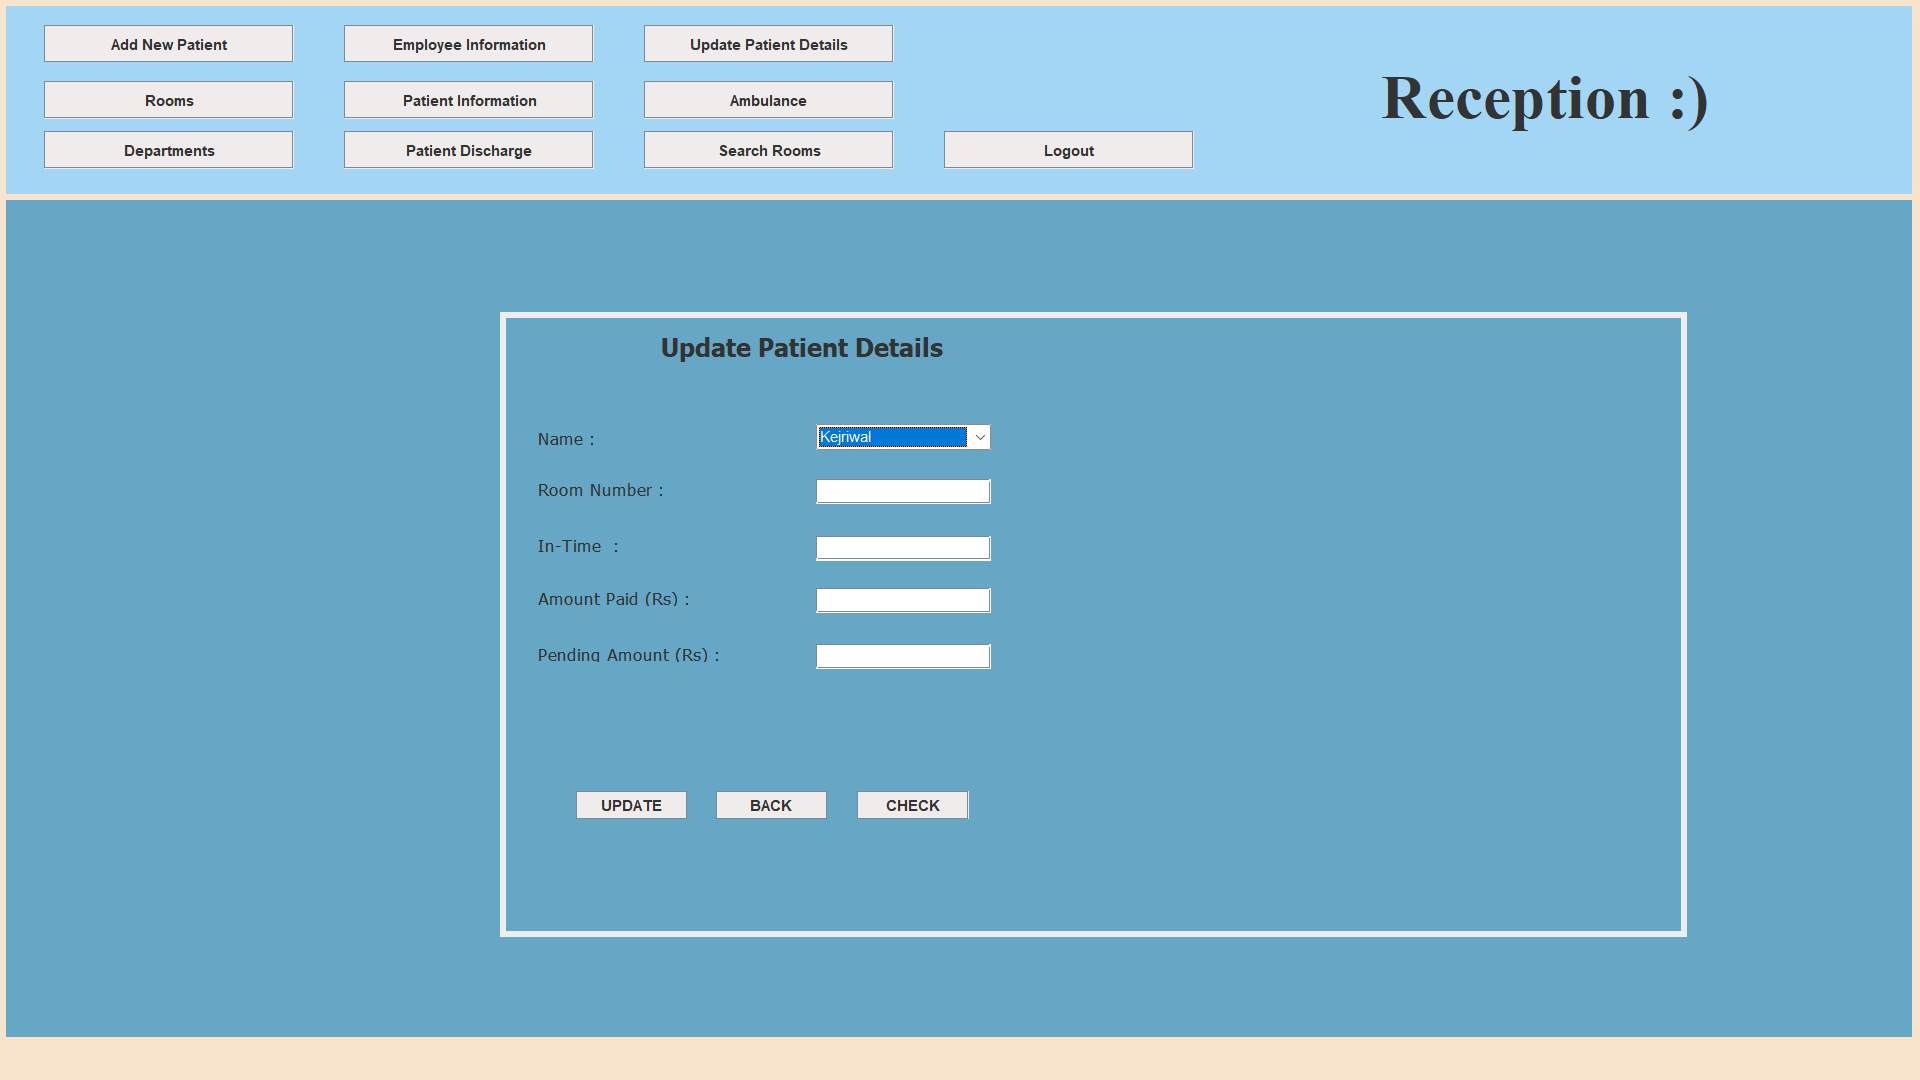 Add New Patient
Employee Information
Update Patient Details
Rooms
Patient Information
Ambulance
Departments
Patient Discharge
Search Rooms
Logout
Reception :)
Update Patient Details
Name :
Kejriwal
Room Number :
In-Time :
Amount Paid (Rs) :
Pending Amount (Rs) :
UPDATE
BACK
CHECK